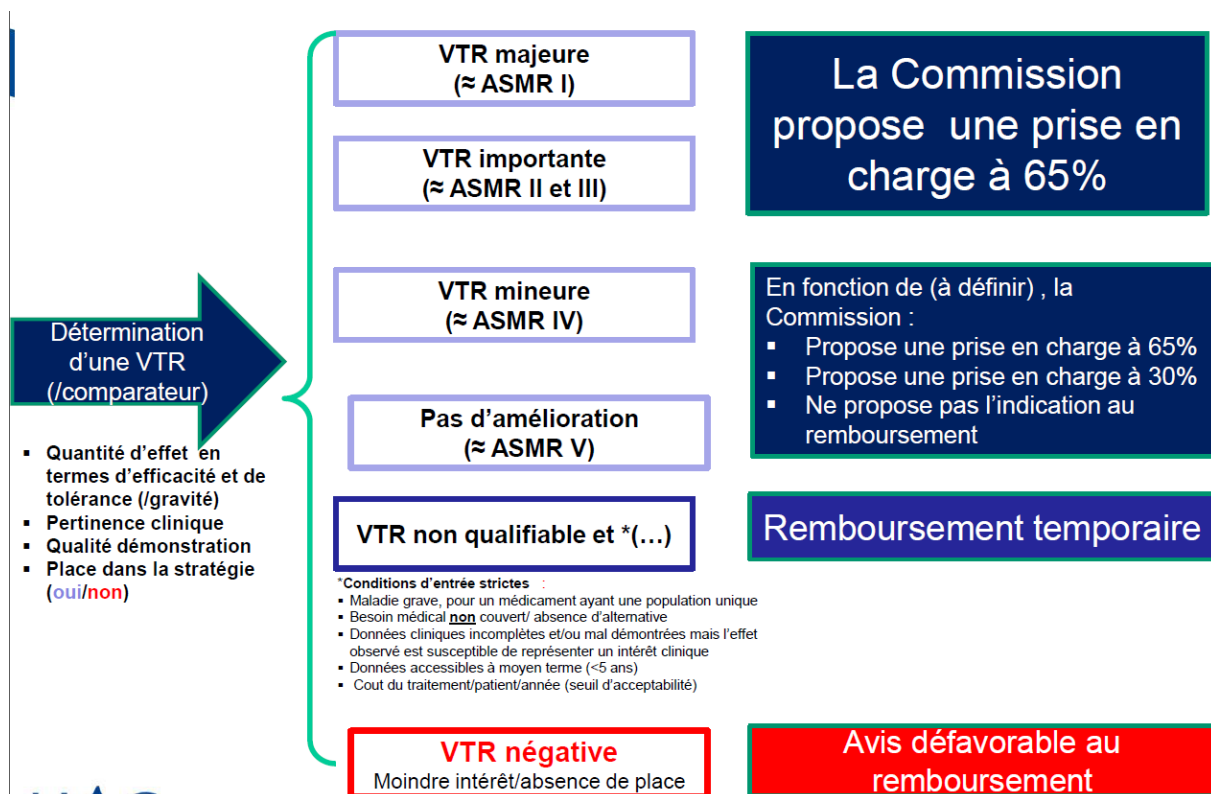 VTR majeure
(≈ ASMR I)
La Commission
propose une prise en
charge à 65%
VTR importante
(≈ ASMR II et III)
VTR mineure
(≈ ASMR IV)
En fonction de (à définir) , la
Commission :
▪ Propose une prise en charge à 65%
▪ Propose une prise en charge à 30%
▪ Ne propose pas l'indication au
remboursement
Détermination
d'une VTR
(/comparateur)
Pas d'amélioration
(≈ ASMR V)
▪ Quantité d'effet en
termes d'efficacité et de
tolérance (/gravité)
▪ Pertinence clinique
▪ Qualité démonstration
▪ Place dans la stratégie
(oui/non)
VTR non qualifiable et *(…)
Remboursement temporaire
*Conditions d'entrée strictes :
▪ Maladie grave, pour un médicament ayant une population unique
▪ Besoin médical non couvert/ absence d'alternative
▪ Données cliniques incomplètes et/ou mal démontrées mais l'effet
observé est susceptible de représenter un intérêt clinique
▪ Données accessibles à moyen terme (<5 ans)
▪ Cout du traitement/patient/année (seuil d'acceptabilité)
VTR négative
Moindre intérêt/absence de place
Avis défavorable au
remboursement